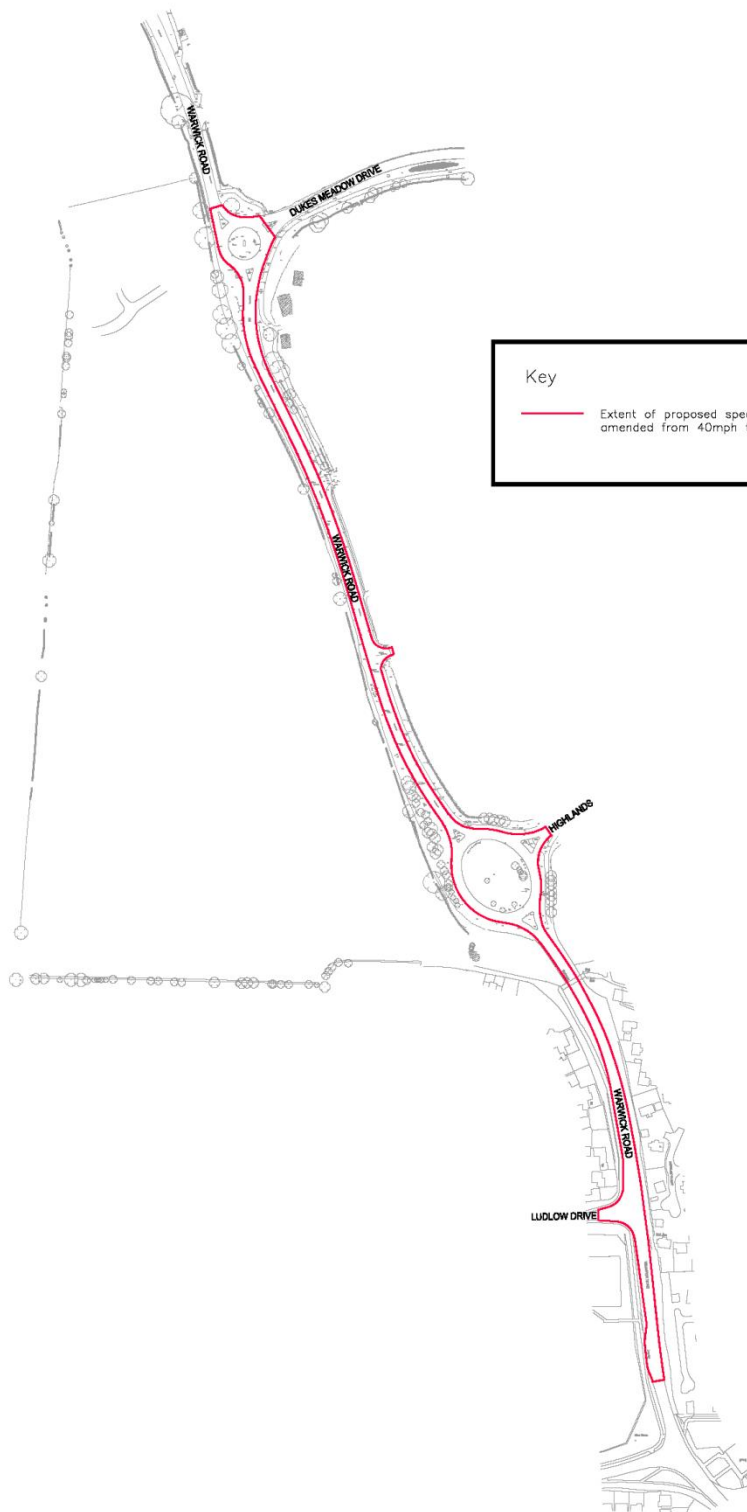 WARWICK ROAD
DUKES MEADOW DRIVE
Key
Extent of proposed spe
amended from 40mph
WARWICK ROAD
HIGHLANDS
WARWICK ROAD
LUDLOW DRIVE